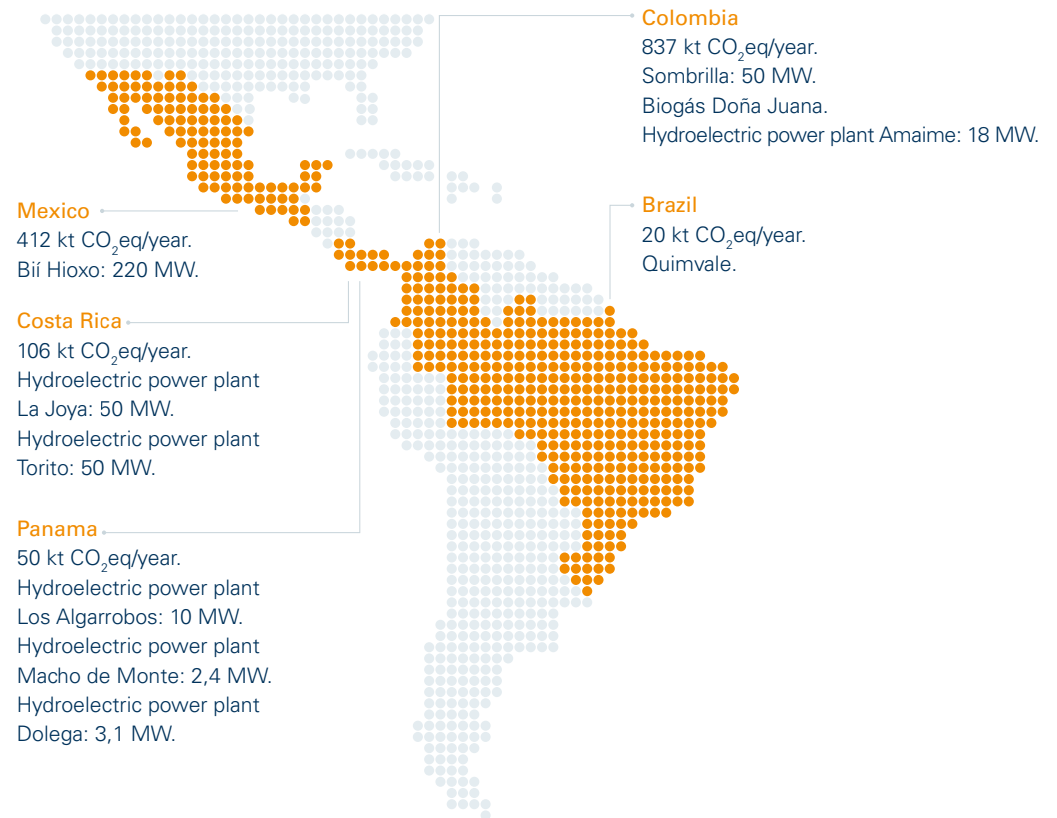 Colombia
837 kt CO₂eq/year.
Sombrilla: 50 MW.
Biogás Doña Juana.
Hydroelectric power plant Amaime: 18 MW.
Brazil
20 kt CO₂eq/year.
Quimvale.
Mexico
412 kt CO₂eq/year.
Bií Hioxo: 220 MW.
Costa Rica
106 kt CO₂eq/year.
Hydroelectric power plant
La Joya: 50 MW.
Hydroelectric power plant
Torito: 50 MW.
Panama
50 kt CO₂eq/year.
Hydroelectric power plant
Los Algarrobos: 10 MW.
Hydroelectric power plant
Macho de Monte: 2,4 MW.
Hydroelectric power plant
Dolega: 3,1 MW.